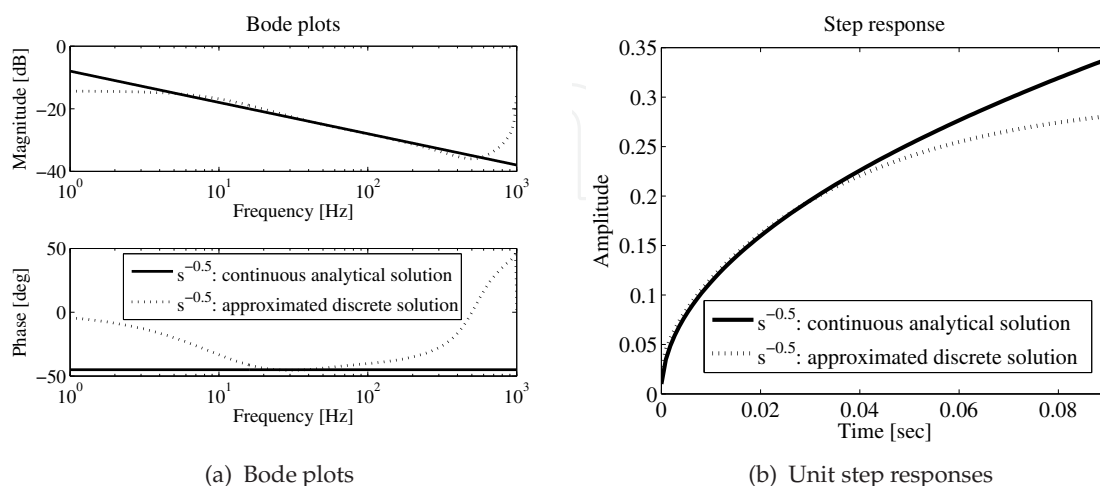 Bode plots
0
−20
−40
Magnitude [dB]
10^0
10^1
10^2
10^3
Frequency [Hz]
50
0
−50
Phase [deg]
s^−0.5: continuous analytical solution
s^−0.5: approximated discrete solution
10^0
10^1
10^2
10^3
Frequency [Hz]
(a) Bode plots
Step response
0.35
0.3
0.25
0.2
0.15
0.1
0.05
0
Amplitude
s^−0.5: continuous analytical solution
s^−0.5: approximated discrete solution
0
0.02
0.04
0.06
0.08
Time [sec]
(b) Unit step responses